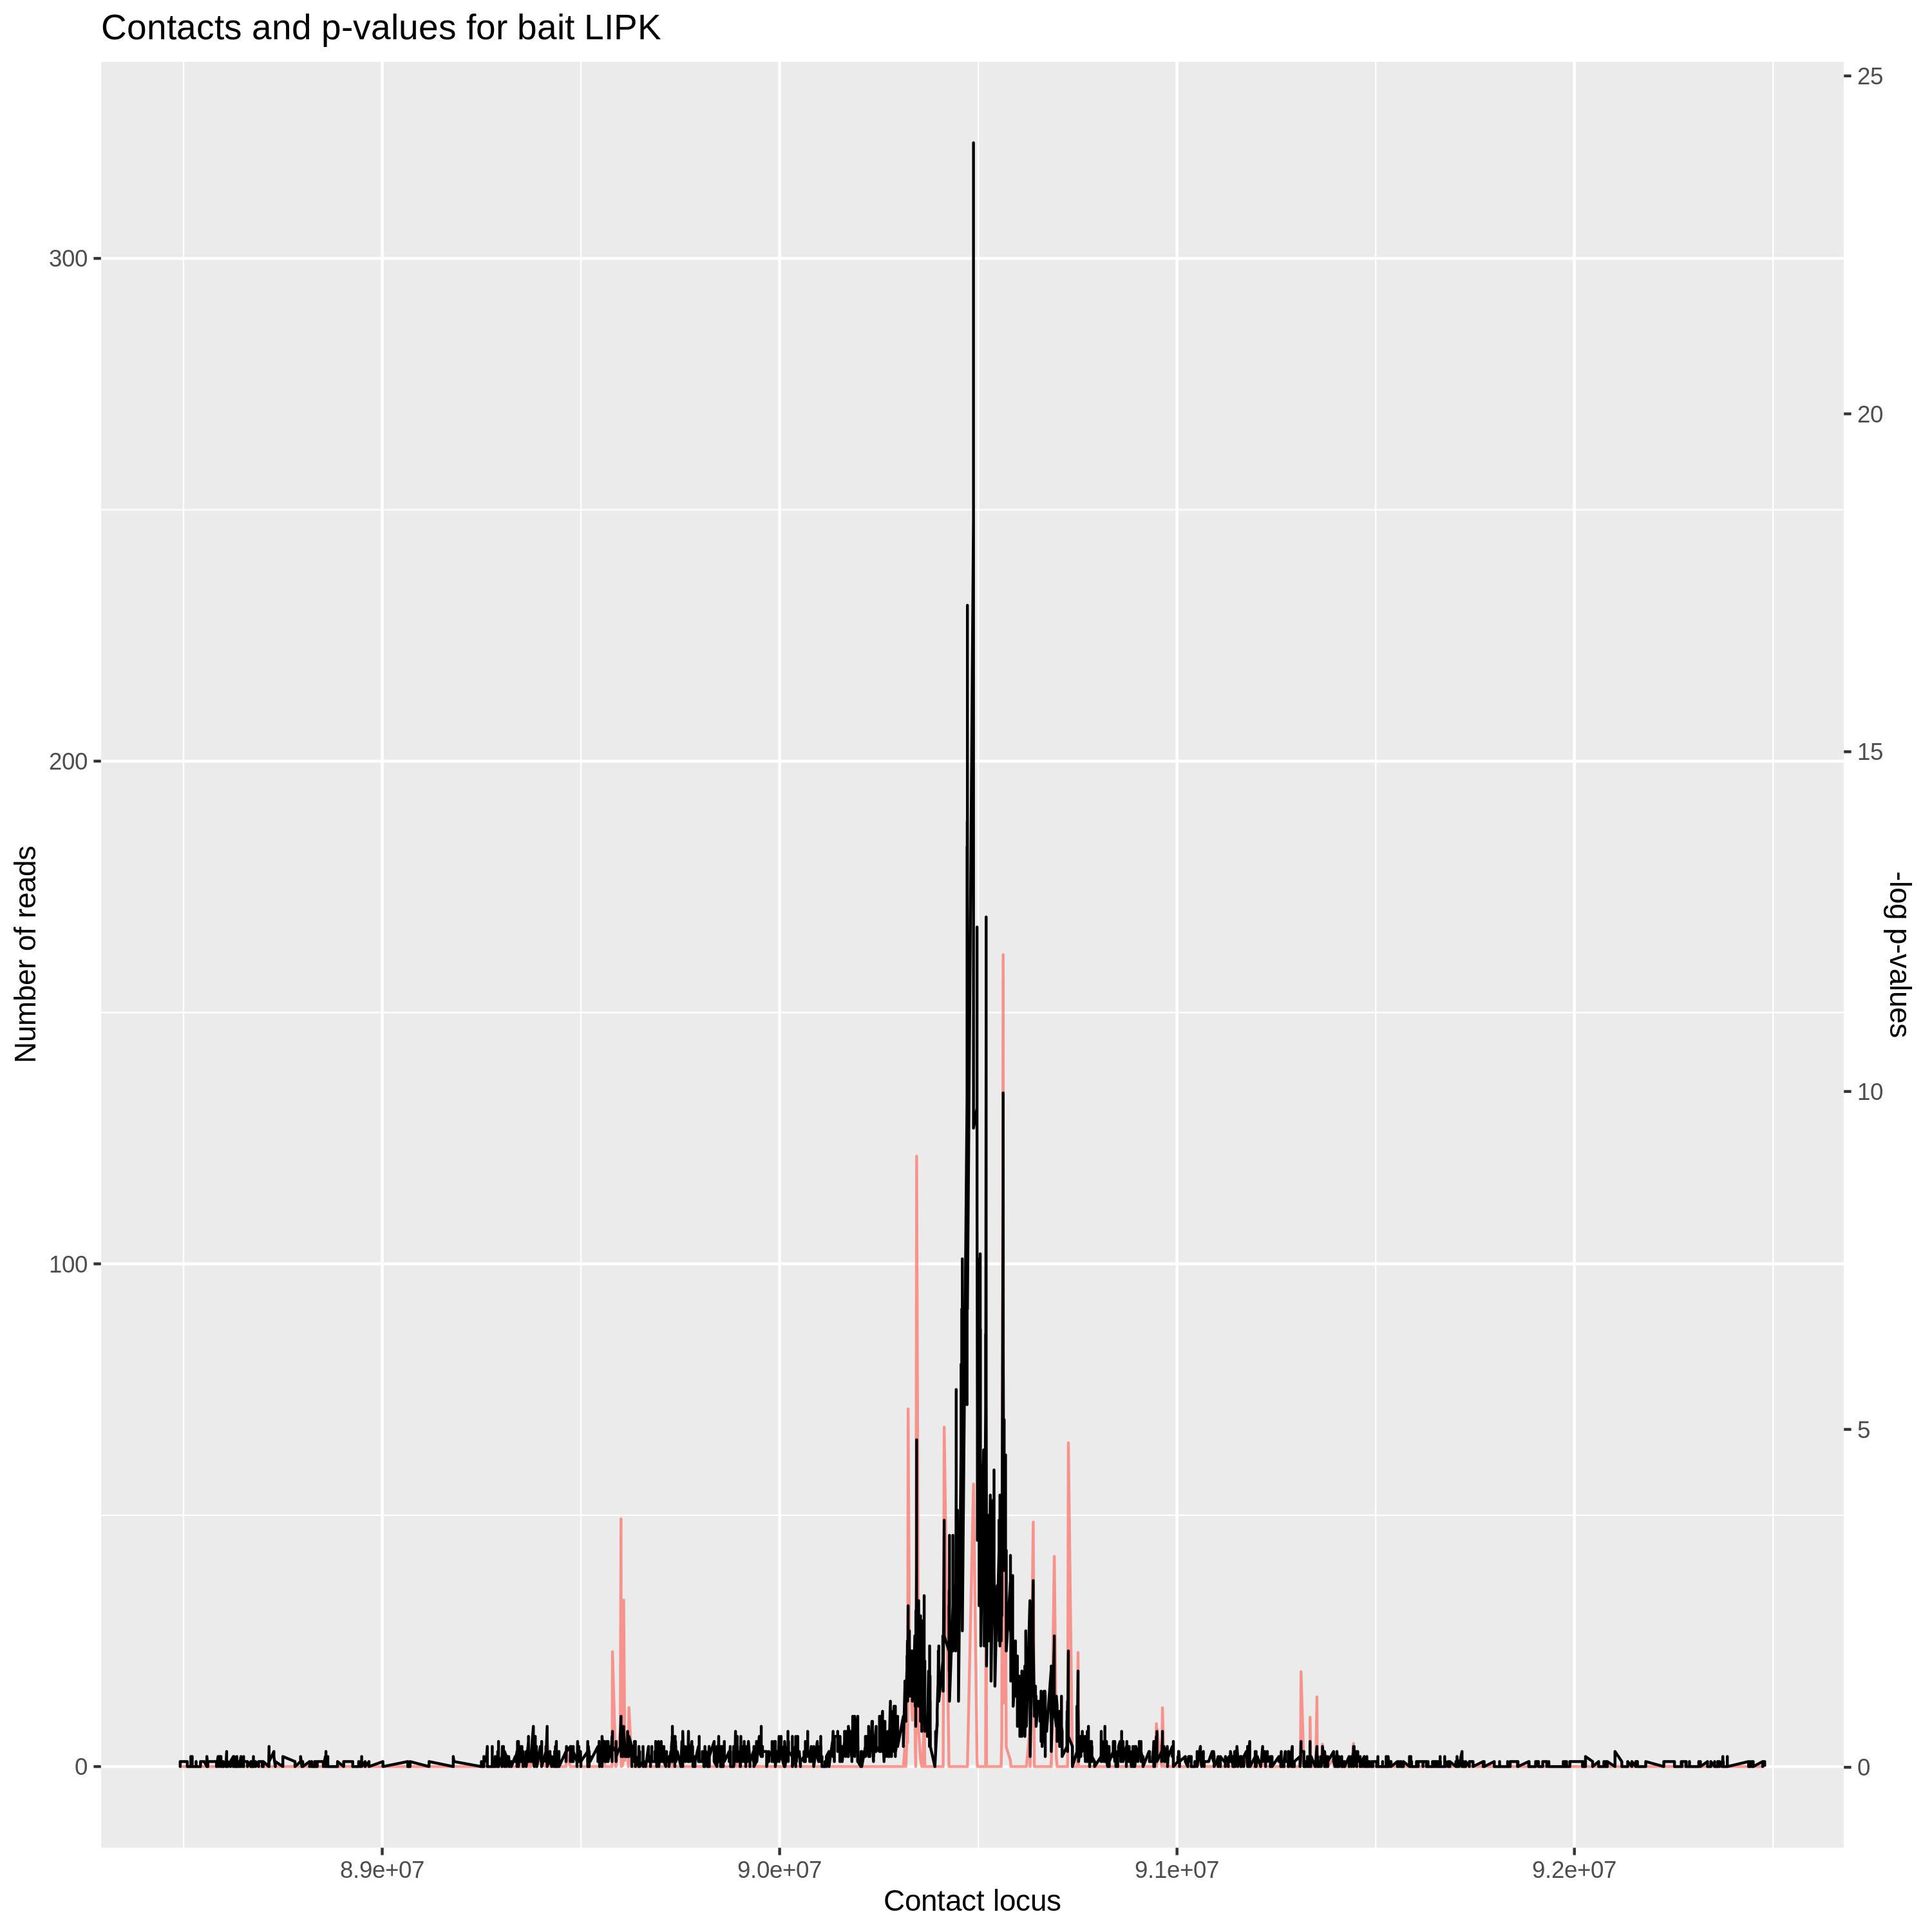 Contacts and p-values for bait LIPK
Number of reads
300
200
100
0
25
20
15
10
5
0
-log p-values
8.9e+07
9.0e+07
9.1e+07
9.2e+07
Contact locus